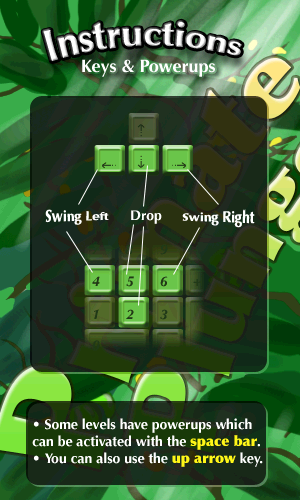 Instructions
Keys & Powerups
↑
← ↓ →
Swing Left Drop Swing Right
4 5 6
1 2 3
• Some levels have powerups which
can be activated with the space bar.
• You can also use the up arrow key.